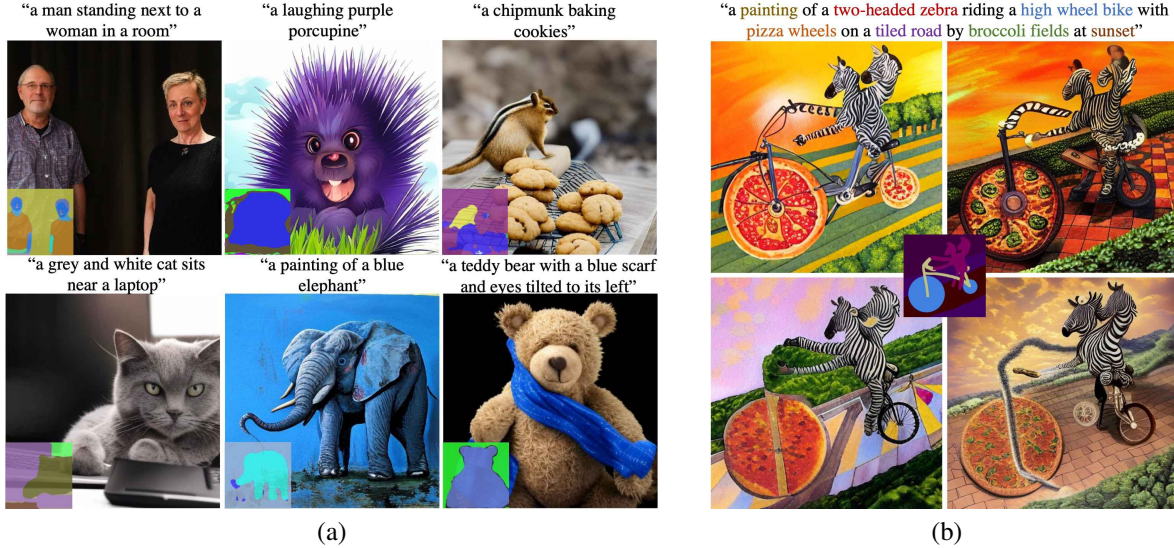 “a man standing next to a
woman in a room”
“a laughing purple
porcupine”
“a chipmunk baking
cookies”
“a grey and white cat sits
near a laptop”
“a painting of a blue
elephant”
“a teddy bear with a blue scarf
and eyes tilted to its left”
(a)
“a painting of a two-headed zebra riding a high wheel bike with
pizza wheels on a tiled road by broccoli fields at sunset”
(b)